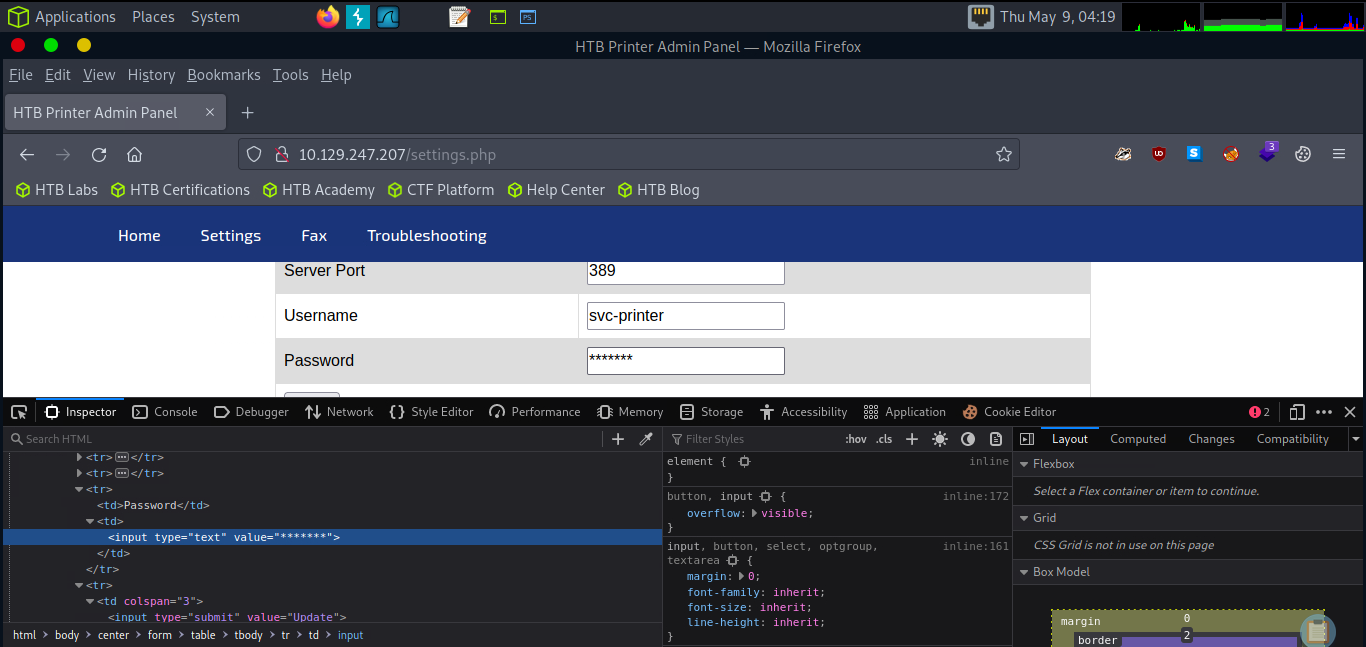 Applications Places System Thu May 9, 04:19
HTB Printer Admin Panel — Mozilla Firefox
File Edit View History Bookmarks Tools Help
HTB Printer Admin Panel × +
10.129.247.207/settings.php 3
HTB Labs HTB Certifications HTB Academy CTF Platform Help Center HTB Blog
Home Settings Fax Troubleshooting
Server Port 389
Username svc-printer
Password *******
Inspector Console Debugger Network Style Editor Performance Memory Storage Accessibility Application Cookie Editor 2
Search HTML
<tr> ⋯ </tr>
<tr> ⋯ </tr>
<tr>
<td>Password</td>
<td>
<input type="text" value="*******">
</td>
</tr>
<tr>
<td colspan="3">
<input type="submit" value="Update">
html > body > center > form > table > tbody > tr > td > input
Filter Styles :hov .cls +
element { inline
}
button, input { inline:172
overflow: visible;
}
input, button, select, optgroup, inline:161
textarea {
margin: 0;
font-family: inherit;
font-size: inherit;
line-height: inherit;
}
Layout Computed Changes Compatibility
Flexbox
Select a Flex container or item to continue.
Grid
CSS Grid is not in use on this page
Box Model
margin 0
border 2